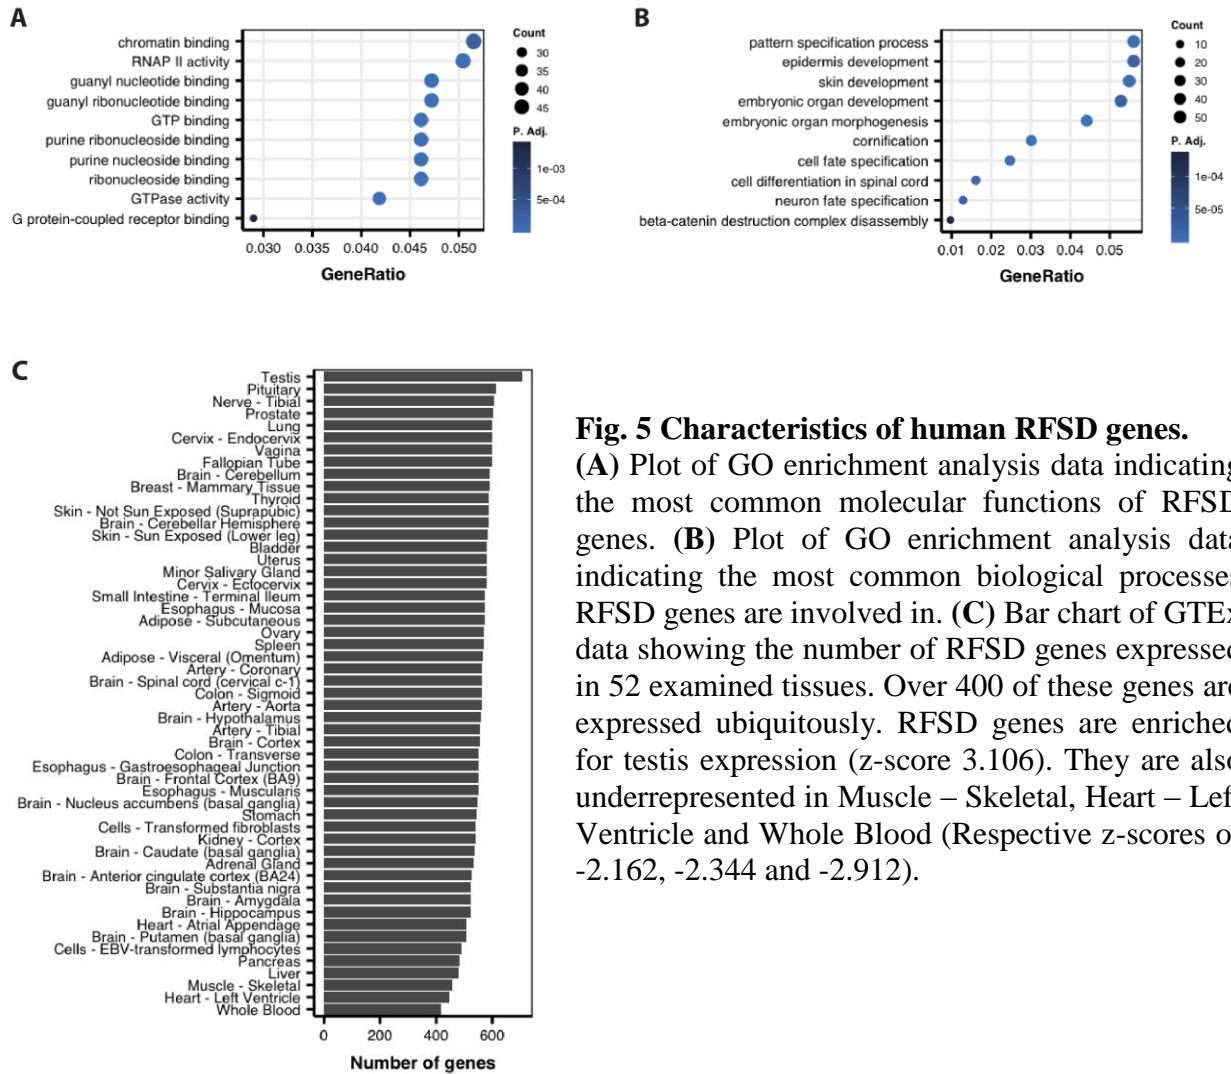 A
chromatin binding
RNAP II activity
guanyl nucleotide binding
guanyl ribonucleotide binding
GTP binding
purine ribonucleoside binding
purine nucleoside binding
ribonucleoside binding
GTPase activity
G protein-coupled receptor binding
0.030 0.035 0.040 0.045 0.050
GeneRatio
Count
30
35
40
45
P. Adj.
1e-03
5e-04
B
pattern specification process
epidermis development
skin development
embryonic organ development
embryonic organ morphogenesis
cornification
cell fate specification
cell differentiation in spinal cord
neuron fate specification
beta-catenin destruction complex disassembly
0.01 0.02 0.03 0.04 0.05
GeneRatio
Count
10
20
30
40
50
P. Adj.
1e-04
5e-05
C
Testis
Pituitary
Nerve - Tibial
Prostate
Lung
Cervix - Endocervix
Vagina
Fallopian Tube
Brain - Cerebellum
Breast - Mammary Tissue
Thyroid
Skin - Not Sun Exposed (Suprapubic)
Brain - Cerebellar Hemisphere
Skin - Sun Exposed (Lower leg)
Bladder
Uterus
Minor Salivary Gland
Cervix - Ectocervix
Small Intestine - Terminal Ileum
Esophagus - Mucosa
Adipose - Subcutaneous
Ovary
Spleen
Adipose - Visceral (Omentum)
Artery - Coronary
Brain - Spinal cord (cervical c-1)
Colon - Sigmoid
Artery - Aorta
Brain - Hypothalamus
Artery - Tibial
Brain - Cortex
Colon - Transverse
Esophagus - Gastroesophageal Junction
Brain - Frontal Cortex (BA9)
Esophagus - Muscularis
Brain - Nucleus accumbens (basal ganglia)
Stomach
Cells - Transformed fibroblasts
Kidney - Cortex
Brain - Caudate (basal ganglia)
Adrenal Gland
Brain - Anterior cingulate cortex (BA24)
Brain - Substantia nigra
Brain - Amygdala
Brain - Hippocampus
Heart - Atrial Appendage
Brain - Putamen (basal ganglia)
Cells - EBV-transformed lymphocytes
Pancreas
Liver
Muscle - Skeletal
Heart - Left Ventricle
Whole Blood
0 200 400 600
Number of genes
Fig. 5 Characteristics of human RFSD genes.
(A) Plot of GO enrichment analysis data indicating
the most common molecular functions of RFSD
genes. (B) Plot of GO enrichment analysis data
indicating the most common biological processes
RFSD genes are involved in. (C) Bar chart of GTEx
data showing the number of RFSD genes expressed
in 52 examined tissues. Over 400 of these genes are
expressed ubiquitously. RFSD genes are enriched
for testis expression (z-score 3.106). They are also
underrepresented in Muscle – Skeletal, Heart – Left
Ventricle and Whole Blood (Respective z-scores of
-2.162, -2.344 and -2.912).